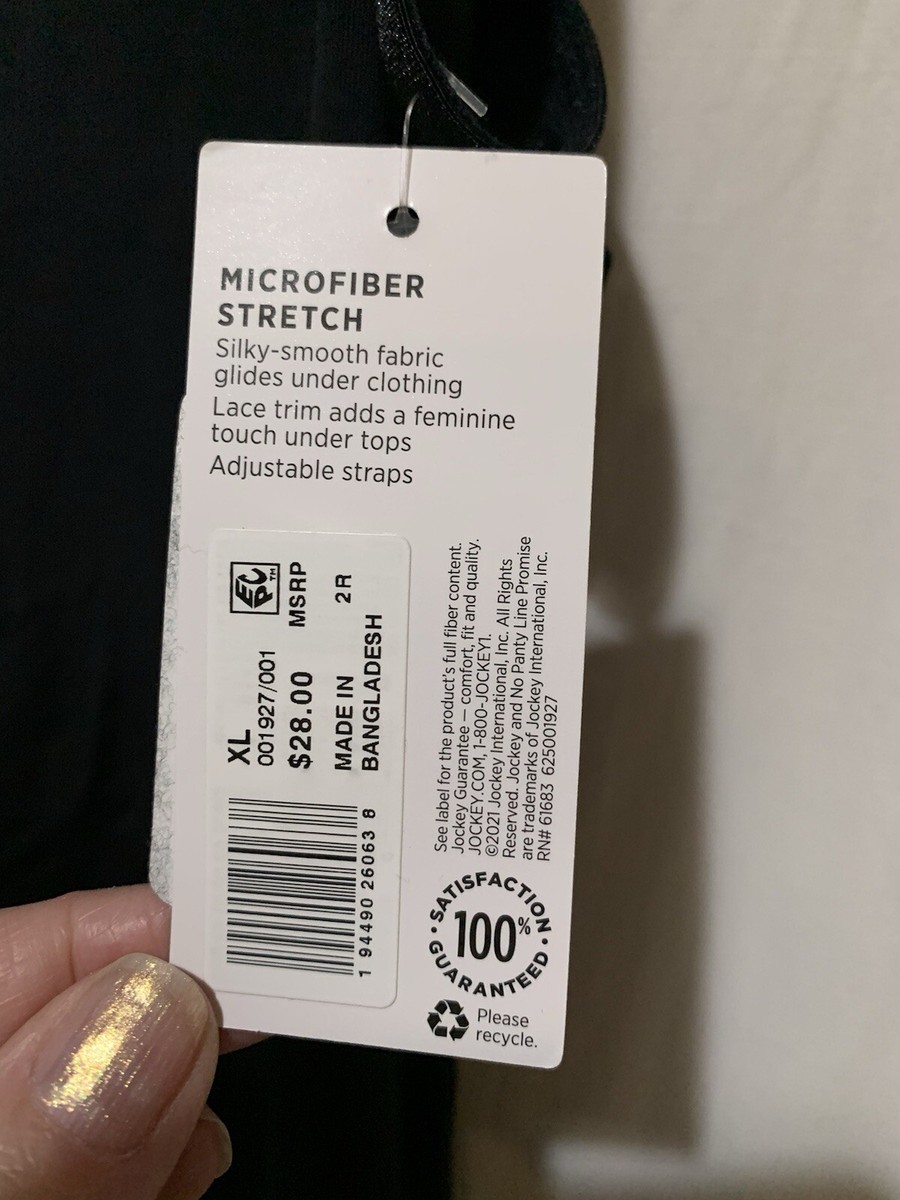 MICROFIBER
STRETCH
Silky-smooth fabric
glides under clothing
Lace trim adds a feminine
touch under tops
Adjustable straps
EPC™
XL
001927/001
$28.00 MSRP
MADE IN 2R
BANGLADESH
1 94490 26063 8
See label for the product's full fiber content.
Jockey Guarantee — comfort, fit and quality.
JOCKEY.COM, 1-800-JOCKEY1.
©2021 Jockey International, Inc. All Rights
Reserved. Jockey and No Panty Line Promise
are trademarks of Jockey International, Inc.
RN# 61683 625001927
SATISFACTION
100%
GUARANTEED
Please
recycle.